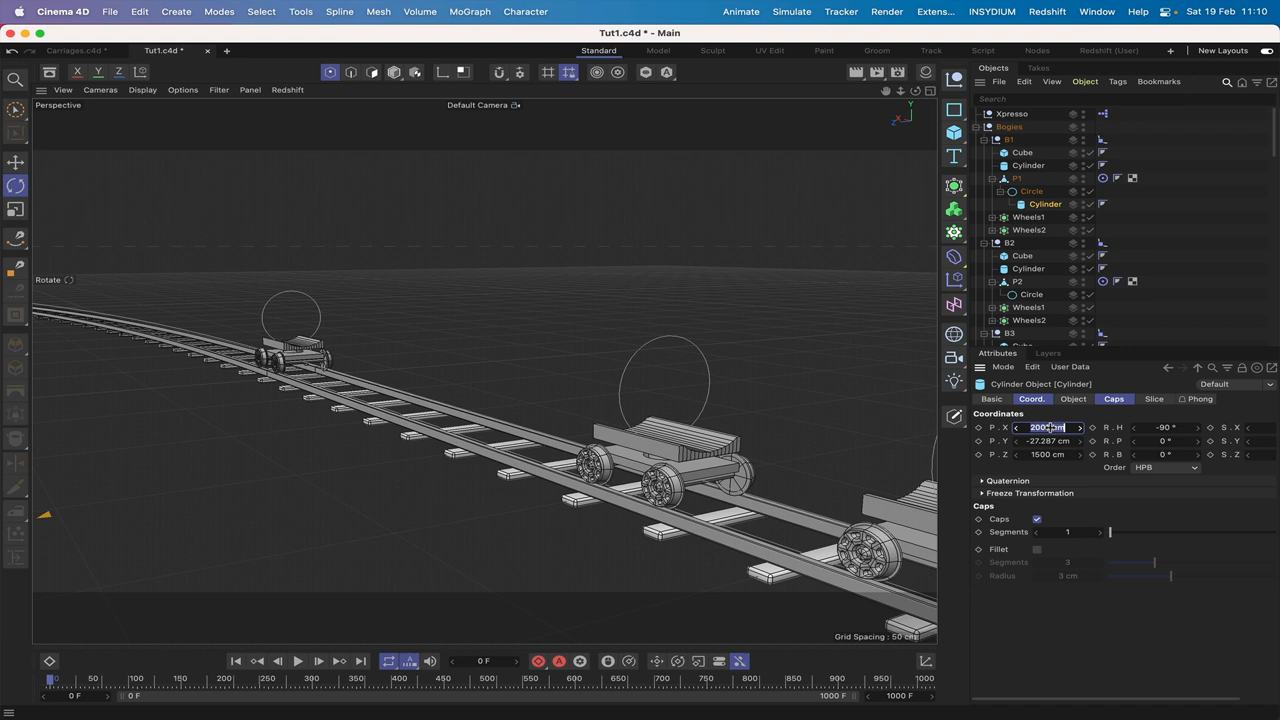 Cinema 4D File Edit Create Modes Select Tools Spline Mesh Volume MoGraph Character Animate Simulate Tracker Render Extens... INSYDIUM Redshift Window Help Sat 19 Feb 11:10
Tut1.c4d * - Main
Carriages.c4d * Tut1.c4d * Standard Model Sculpt UV Edit Paint Groom Track Script Nodes Redshift (User) New Layouts
X Y Z
View Cameras Display Options Filter Panel Redshift
Perspective
Default Camera
Y
Z X
Rotate
Grid Spacing : 50 cm
Objects Takes
File Edit View Object Tags Bookmarks
Search
Xpresso
Bogies
B1
Cube
Cylinder
P1
Circle
Cylinder
Wheels1
Wheels2
B2
Cube
Cylinder
P2
Circle
Wheels1
Wheels2
B3
Cube
Attributes Layers
Mode Edit User Data
Cylinder Object [Cylinder] Default
Basic Coord. Object Caps Slice Phong
Coordinates
P . X R . H -90 ° S . X
P . Y -27.287 cm R . P 0 ° S . Y
P . Z 1500 cm R . B 0 ° S . Z
Order HPB
Quaternion
Freeze Transformation
Caps
Caps
Segments 1
Fillet
Segments 3
Radius 3 cm
0 F
0 50 100 150 200 250 300 350 400 450 500 550 600 650 700 750 800 850 900 950 1000
0 F 0 F 1000 F 1000 F